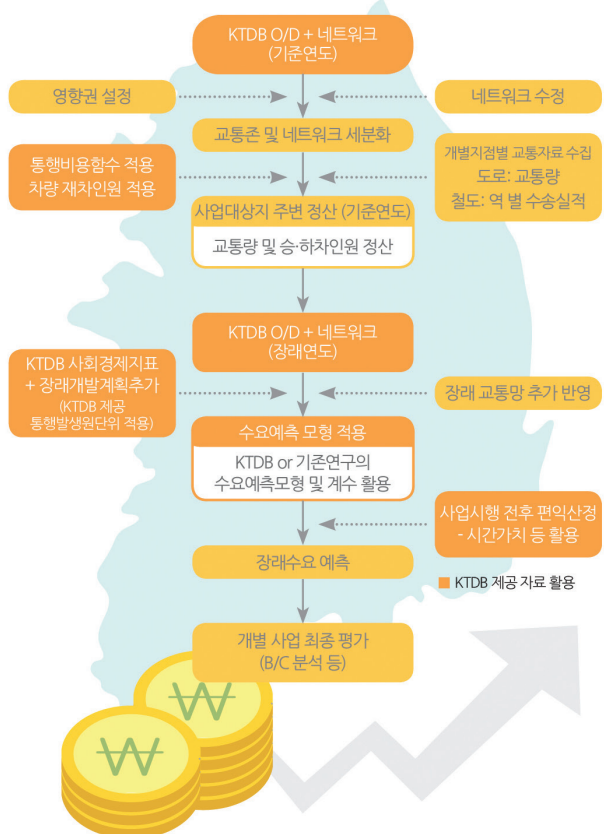 KTDB O/D + 네트워크
(기준연도)
영향권 설정
네트워크 수정
교통존 및 네트워크 세분화
통행비용함수 적용
차량 재차인원 적용
개별지점별 교통자료 수집
도로: 교통량
철도: 역 별 수송실적
사업대상지 주변 정산 (기준연도)
교통량 및 승·하차인원 정산
KTDB O/D + 네트워크
(장래연도)
KTDB 사회경제지표
+ 장래개발계획추가
(KTDB 제공
통행발생원단위 적용)
장래 교통망 추가 반영
수요예측 모형 적용
KTDB or 기존연구의
수요예측모형 및 계수 활용
사업시행 전후 편익산정
- 시간가치 등 활용
장래수요 예측
■ KTDB 제공 자료 활용
개별 사업 최종 평가
(B/C 분석 등)
₩
₩